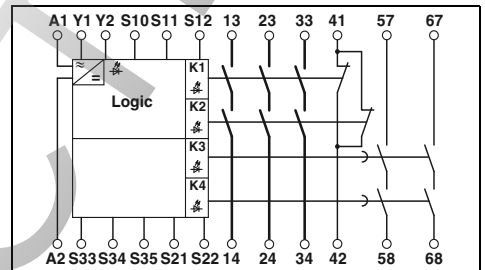 A1 Y1 Y2 S10 S11 S12 13 23 33 41 57 67
≈
=
K1
Logic
K2
K3
K4
A2 S33 S34 S35 S21 S22 14 24 34 42 58 68